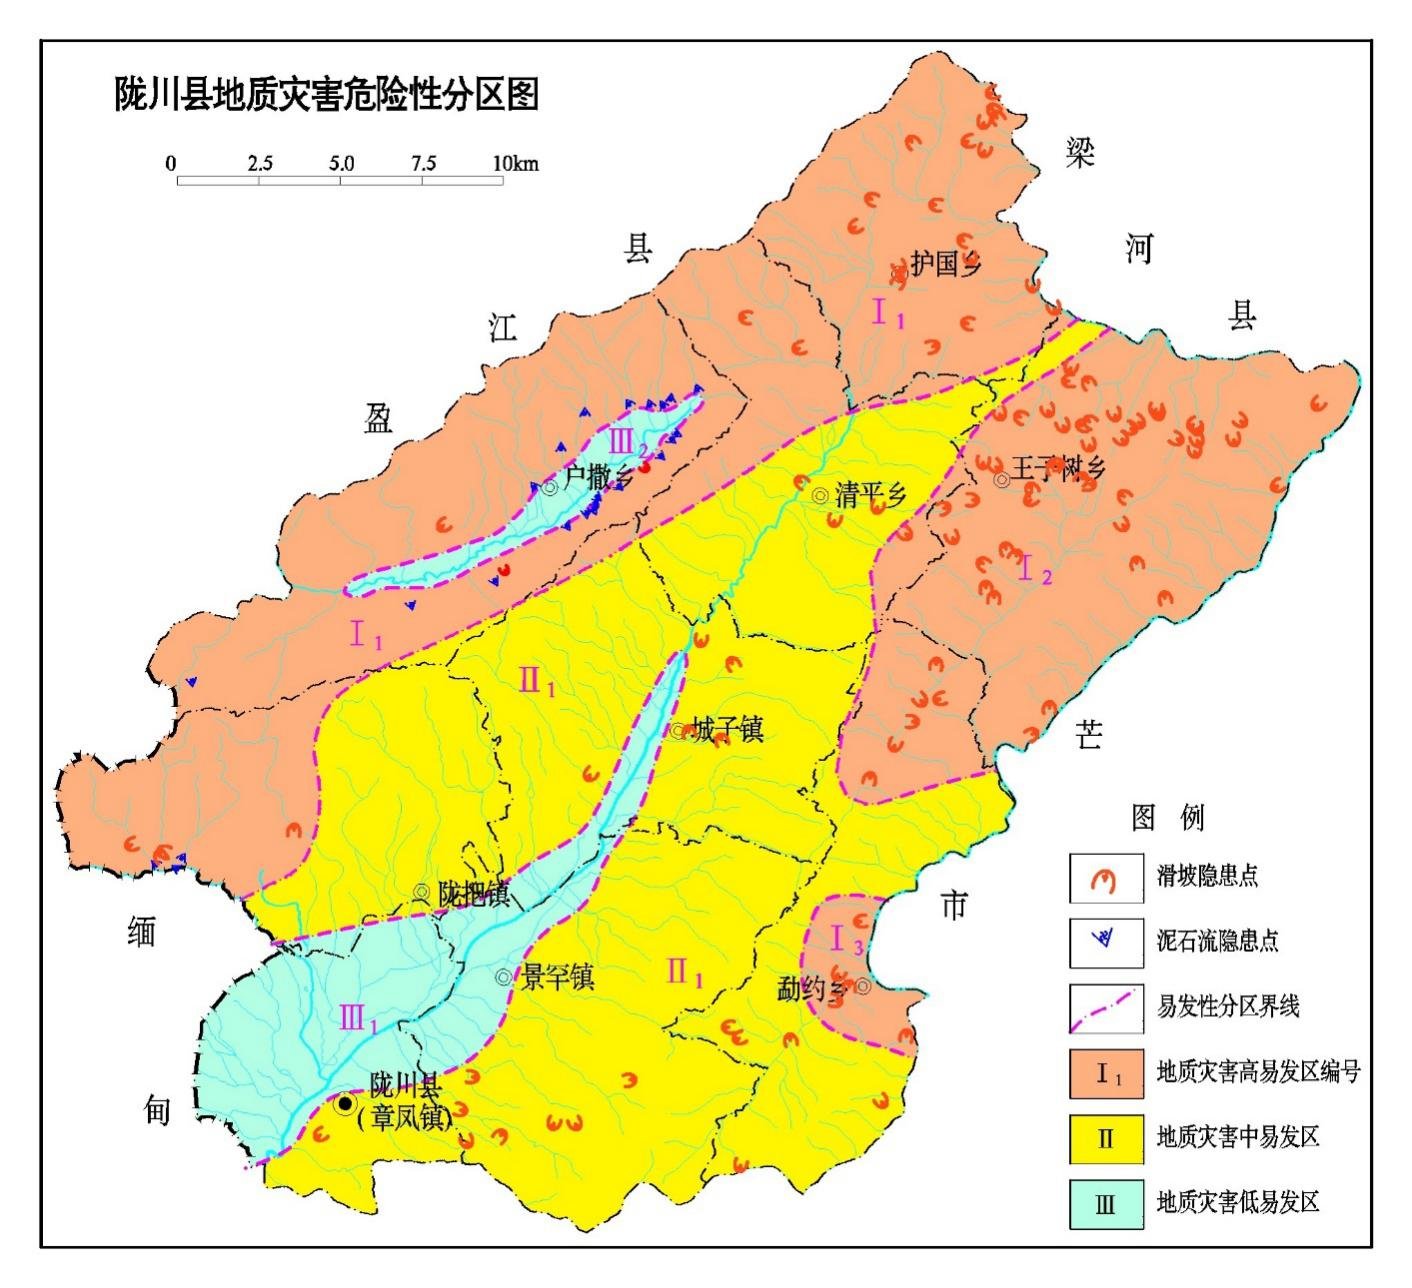 陇川县地质灾害危险性分区图
0 2.5 5.0 7.5 10km
梁
河
县
县
江
盈
护国乡
I1
III2
户撒乡
清平乡
王子树乡
I2
I1
II1
城子镇
芒
市
缅
甸
陇把镇
景罕镇
II1
I3
勐约乡
III1
陇川县
(章凤镇)
图 例
滑坡隐患点
泥石流隐患点
易发性分区界线
I1 地质灾害高易发区编号
II 地质灾害中易发区
III 地质灾害低易发区